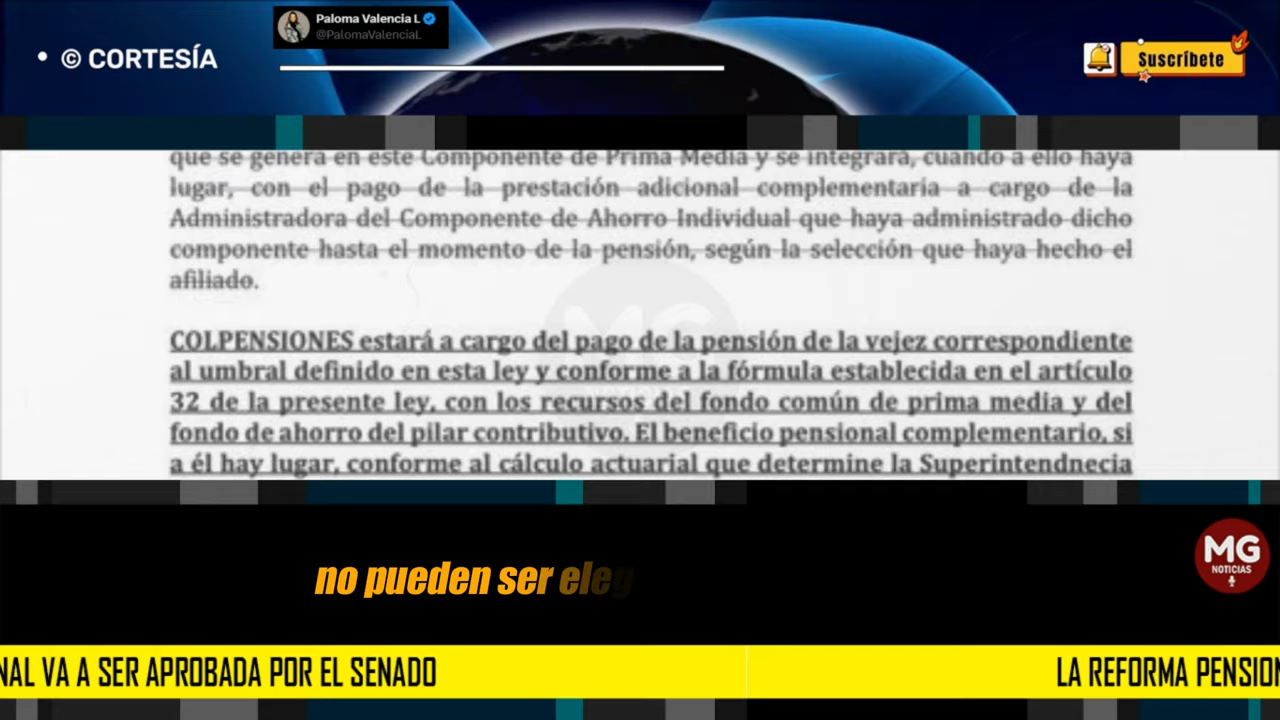 Paloma Valencia L
@PalomaValenciaL
• © CORTESÍA
Suscríbete
que se genera en este Componente de Prima Media y se integrará, cuando a ello haya
lugar, con el pago de la prestación adicional complementaria a cargo de la
Administradora del Componente de Ahorro Individual que haya administrado dicho
componente hasta el momento de la pensión, según la selección que haya hecho el
afiliado.
COLPENSIONES estará a cargo del pago de la pensión de la vejez correspondiente
al umbral definido en esta ley y conforme a la fórmula establecida en el artículo
32 de la presente ley, con los recursos del fondo común de prima media y del
fondo de ahorro del pilar contributivo. El beneficio pensional complementario, si
a él hay lugar, conforme al cálculo actuarial que determine la Superintendnecia
MG
NOTICIAS
no pueden ser eleg
NAL VA A SER APROBADA POR EL SENADO
LA REFORMA PENSION